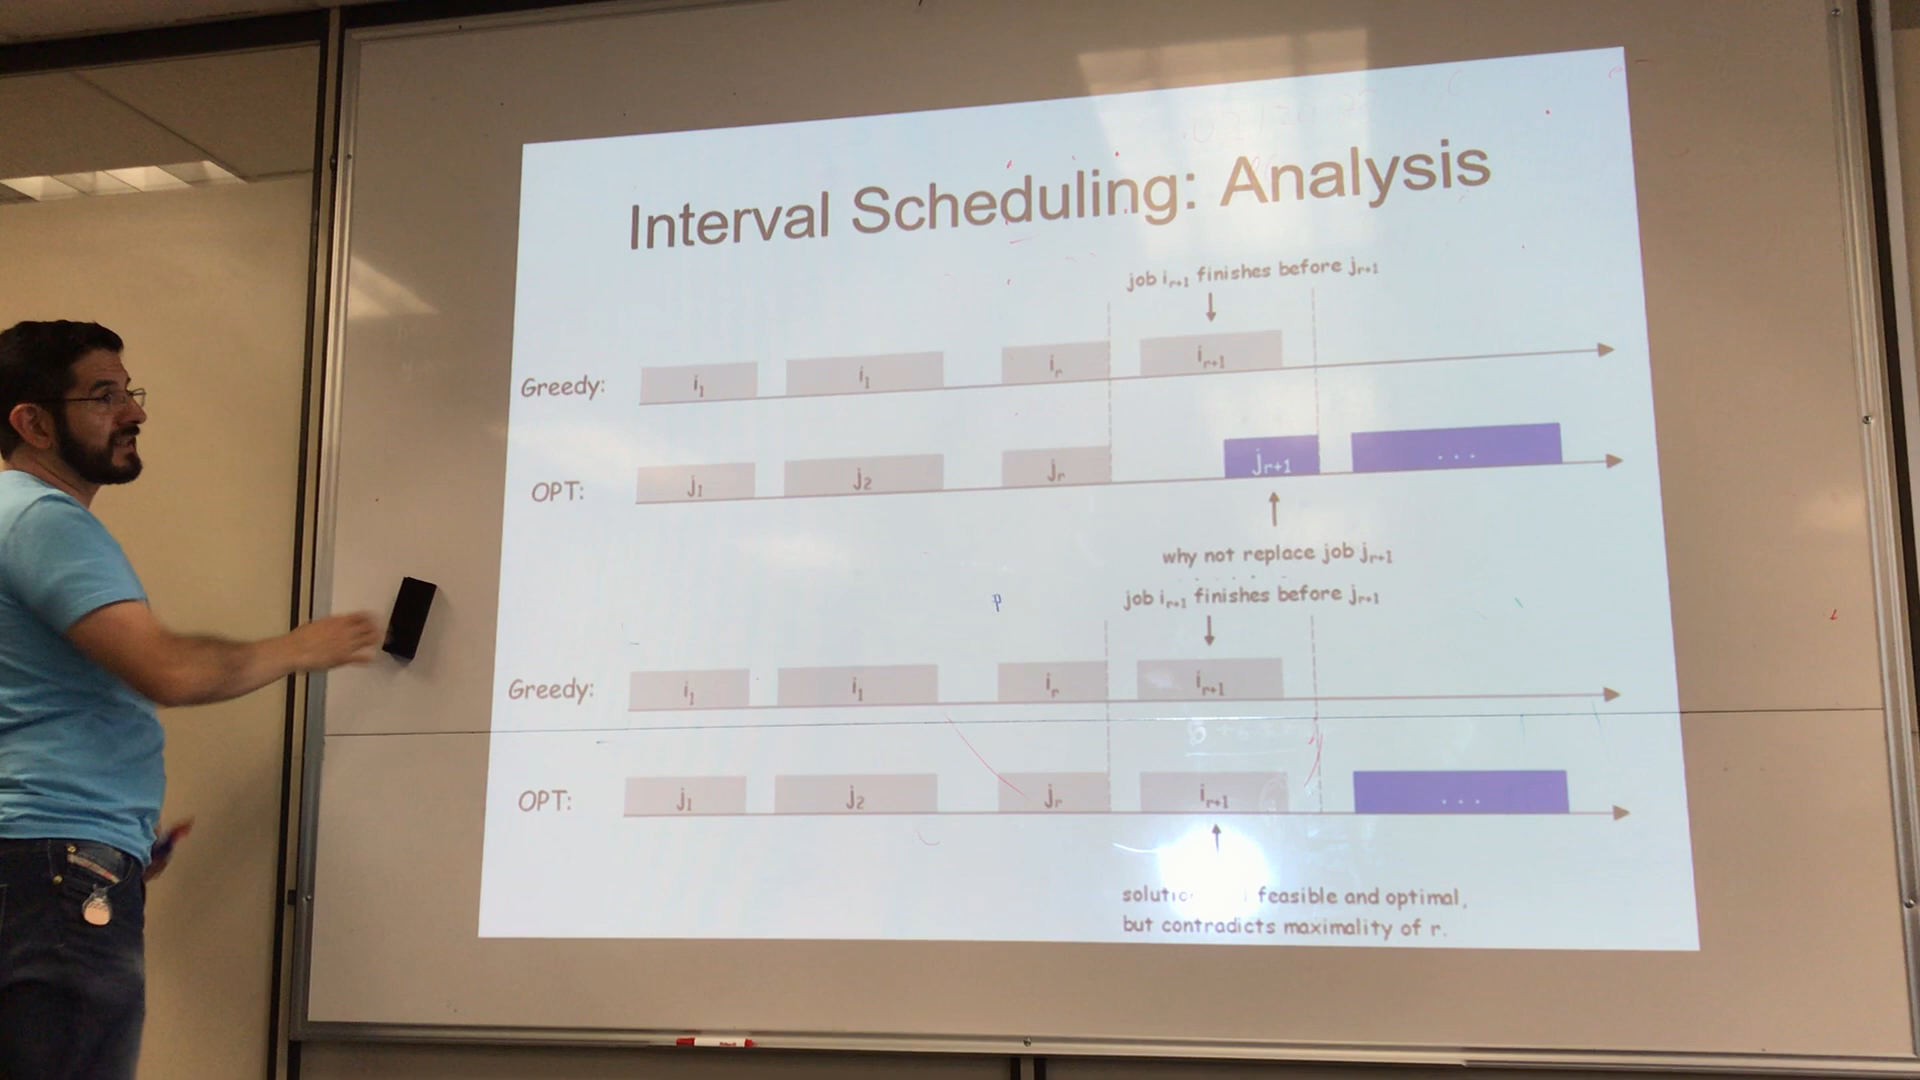 Interval Scheduling: Analysis
job iᵣ₊₁ finishes before jᵣ₊₁
Greedy: i₁ i₁ iᵣ iᵣ₊₁
OPT: j₁ j₂ jᵣ jᵣ₊₁ . . .
why not replace job jᵣ₊₁
job iᵣ₊₁ finishes before jᵣ₊₁
Greedy: i₁ i₁ iᵣ iᵣ₊₁
OPT: j₁ j₂ jᵣ iᵣ₊₁ . . .
feasible and optimal,
but contradicts maximality of r.